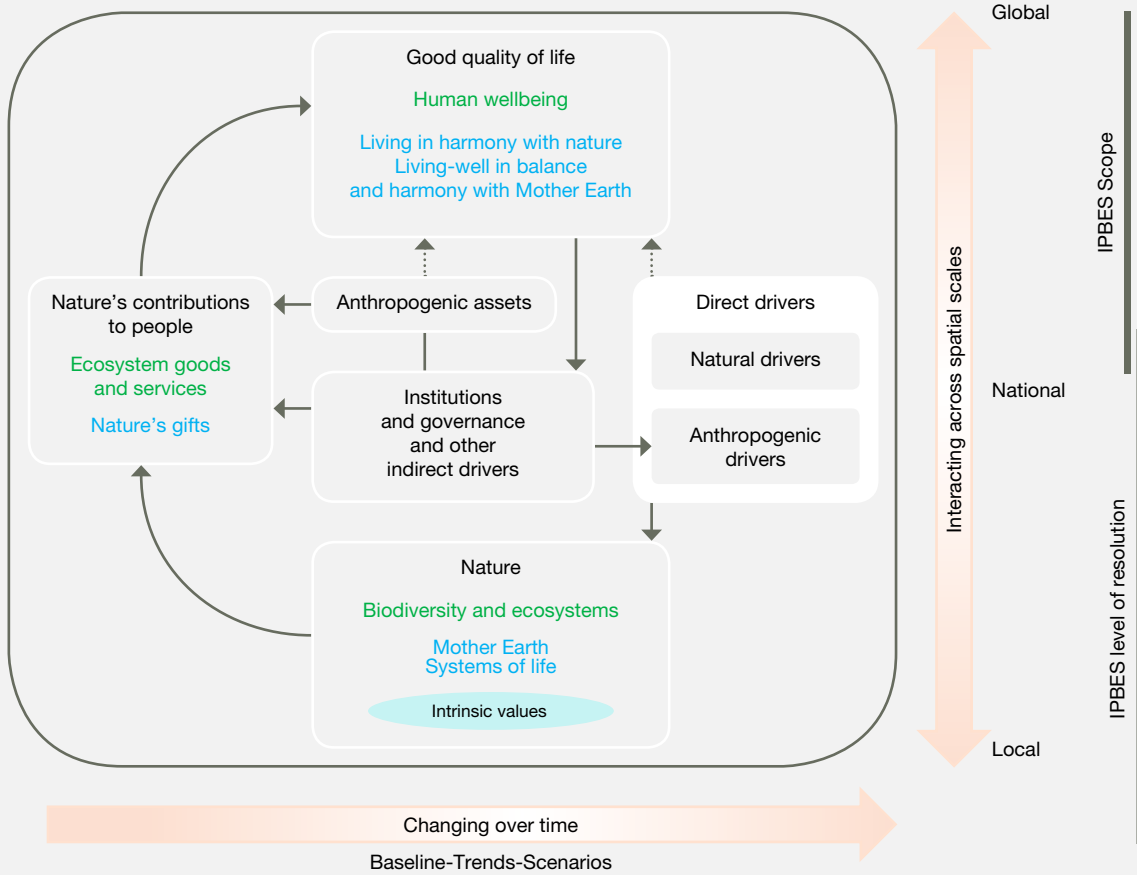 Global
Good quality of life
Human wellbeing
Living in harmony with nature
Living-well in balance
and harmony with Mother Earth
IPBES Scope
Nature’s contributions
to people
Ecosystem goods
and services
Nature’s gifts
Anthropogenic assets
Direct drivers
Natural drivers
Anthropogenic
drivers
Institutions
and governance
and other
indirect drivers
National
Interacting across spatial scales
IPBES level of resolution
Nature
Biodiversity and ecosystems
Mother Earth
Systems of life
Intrinsic values
Local
Changing over time
Baseline-Trends-Scenarios